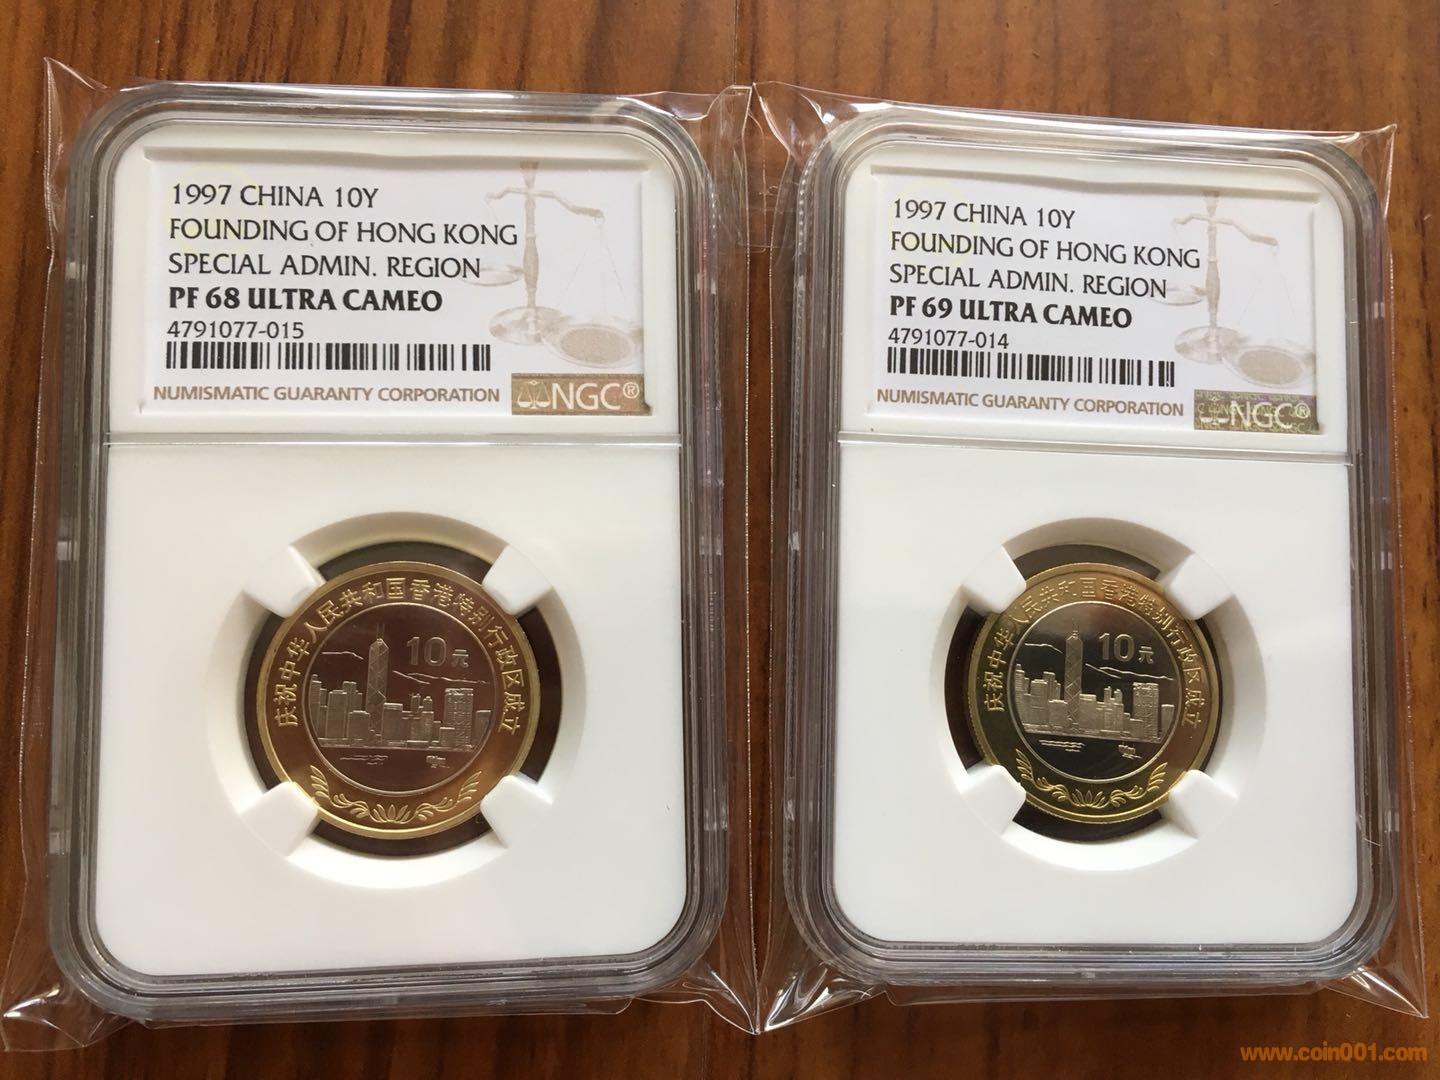 1997 CHINA 10Y
FOUNDING OF HONG KONG
SPECIAL ADMIN. REGION
PF 68 ULTRA CAMEO
4791077-015
NUMISMATIC GUARANTY CORPORATION
NGC®
庆祝中华人民共和国香港特别行政区成立
10元
1997 CHINA 10Y
FOUNDING OF HONG KONG
SPECIAL ADMIN. REGION
PF 69 ULTRA CAMEO
4791077-014
NUMISMATIC GUARANTY CORPORATION
NGC®
庆祝中华人民共和国香港特别行政区成立
10元
www.coin001.com